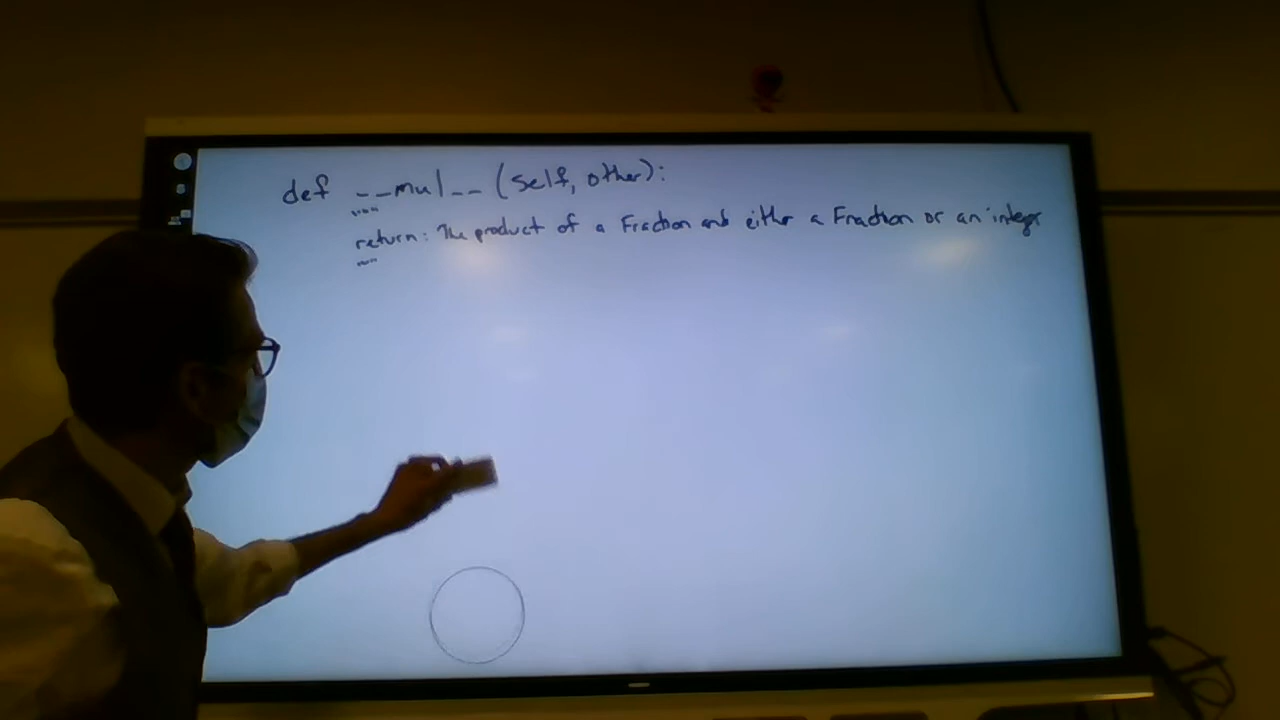 def __mul__ (self, other):
"""
return: The product of a Fraction and either a Fraction or an integer
"""